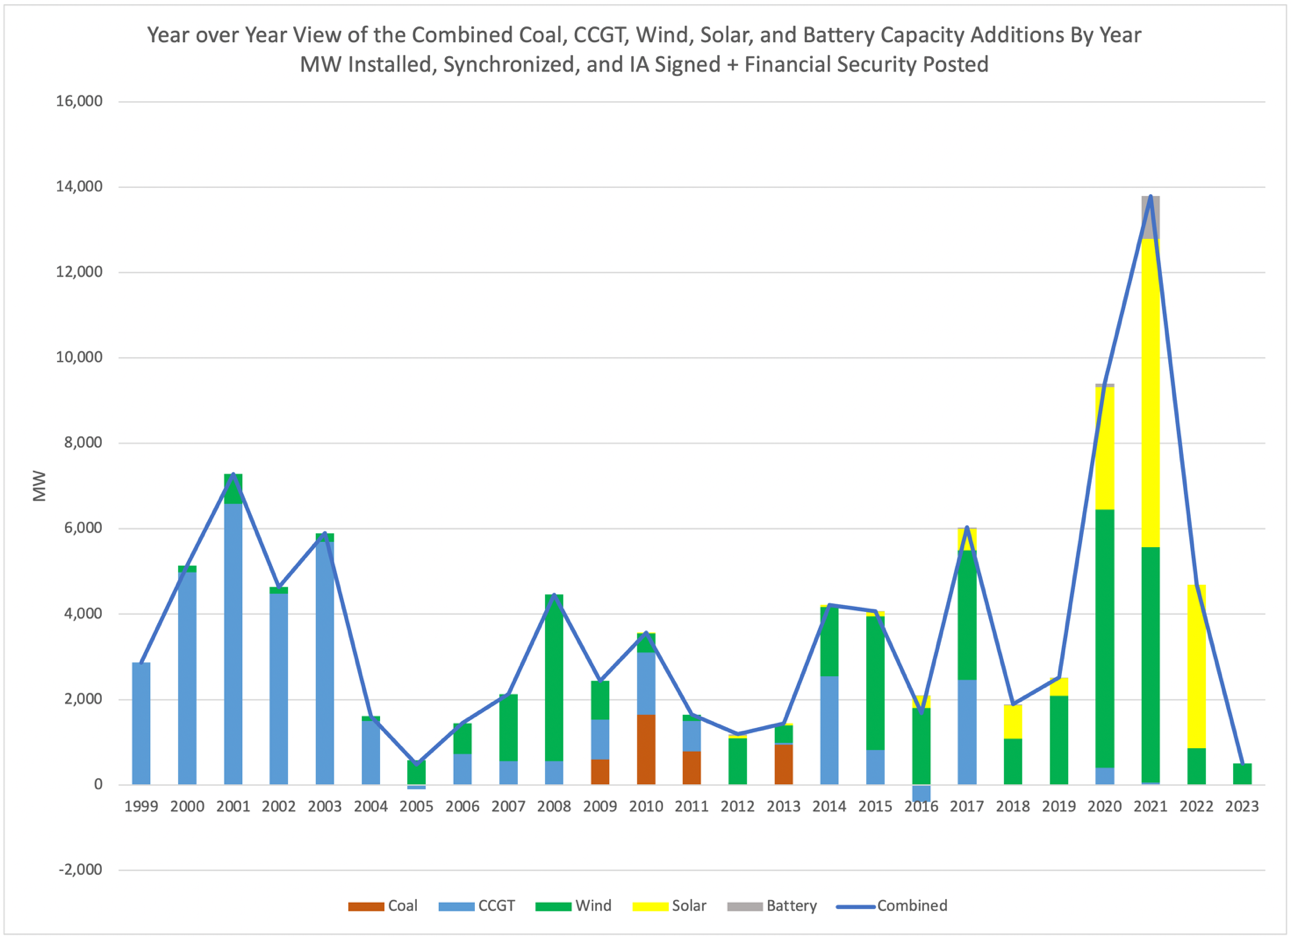 Year over Year View of the Combined Coal, CCGT, Wind, Solar, and Battery Capacity Additions By Year
MW Installed, Synchronized, and IA Signed + Financial Security Posted
16,000
14,000
12,000
10,000
8,000
6,000
4,000
2,000
0
-2,000
MW
1999 2000 2001 2002 2003 2004 2005 2006 2007 2008 2009 2010 2011 2012 2013 2014 2015 2016 2017 2018 2019 2020 2021 2022 2023
Coal CCGT Wind Solar Battery Combined